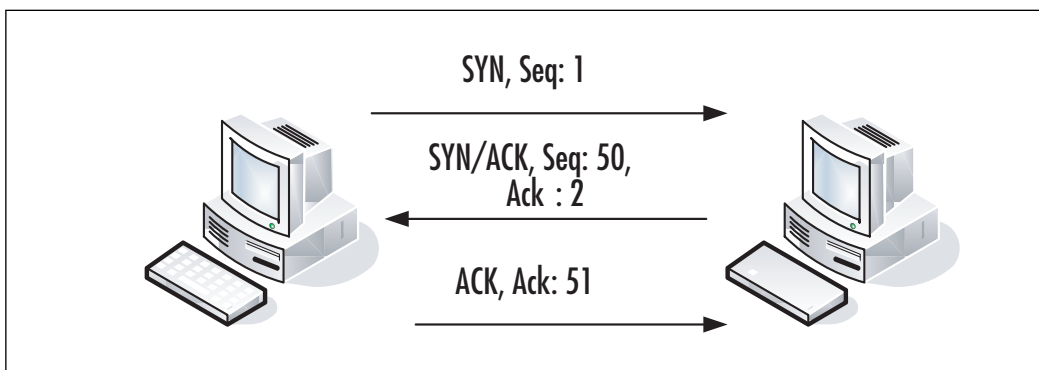 SYN, Seq: 1
SYN/ACK, Seq: 50,
Ack : 2
ACK, Ack: 51